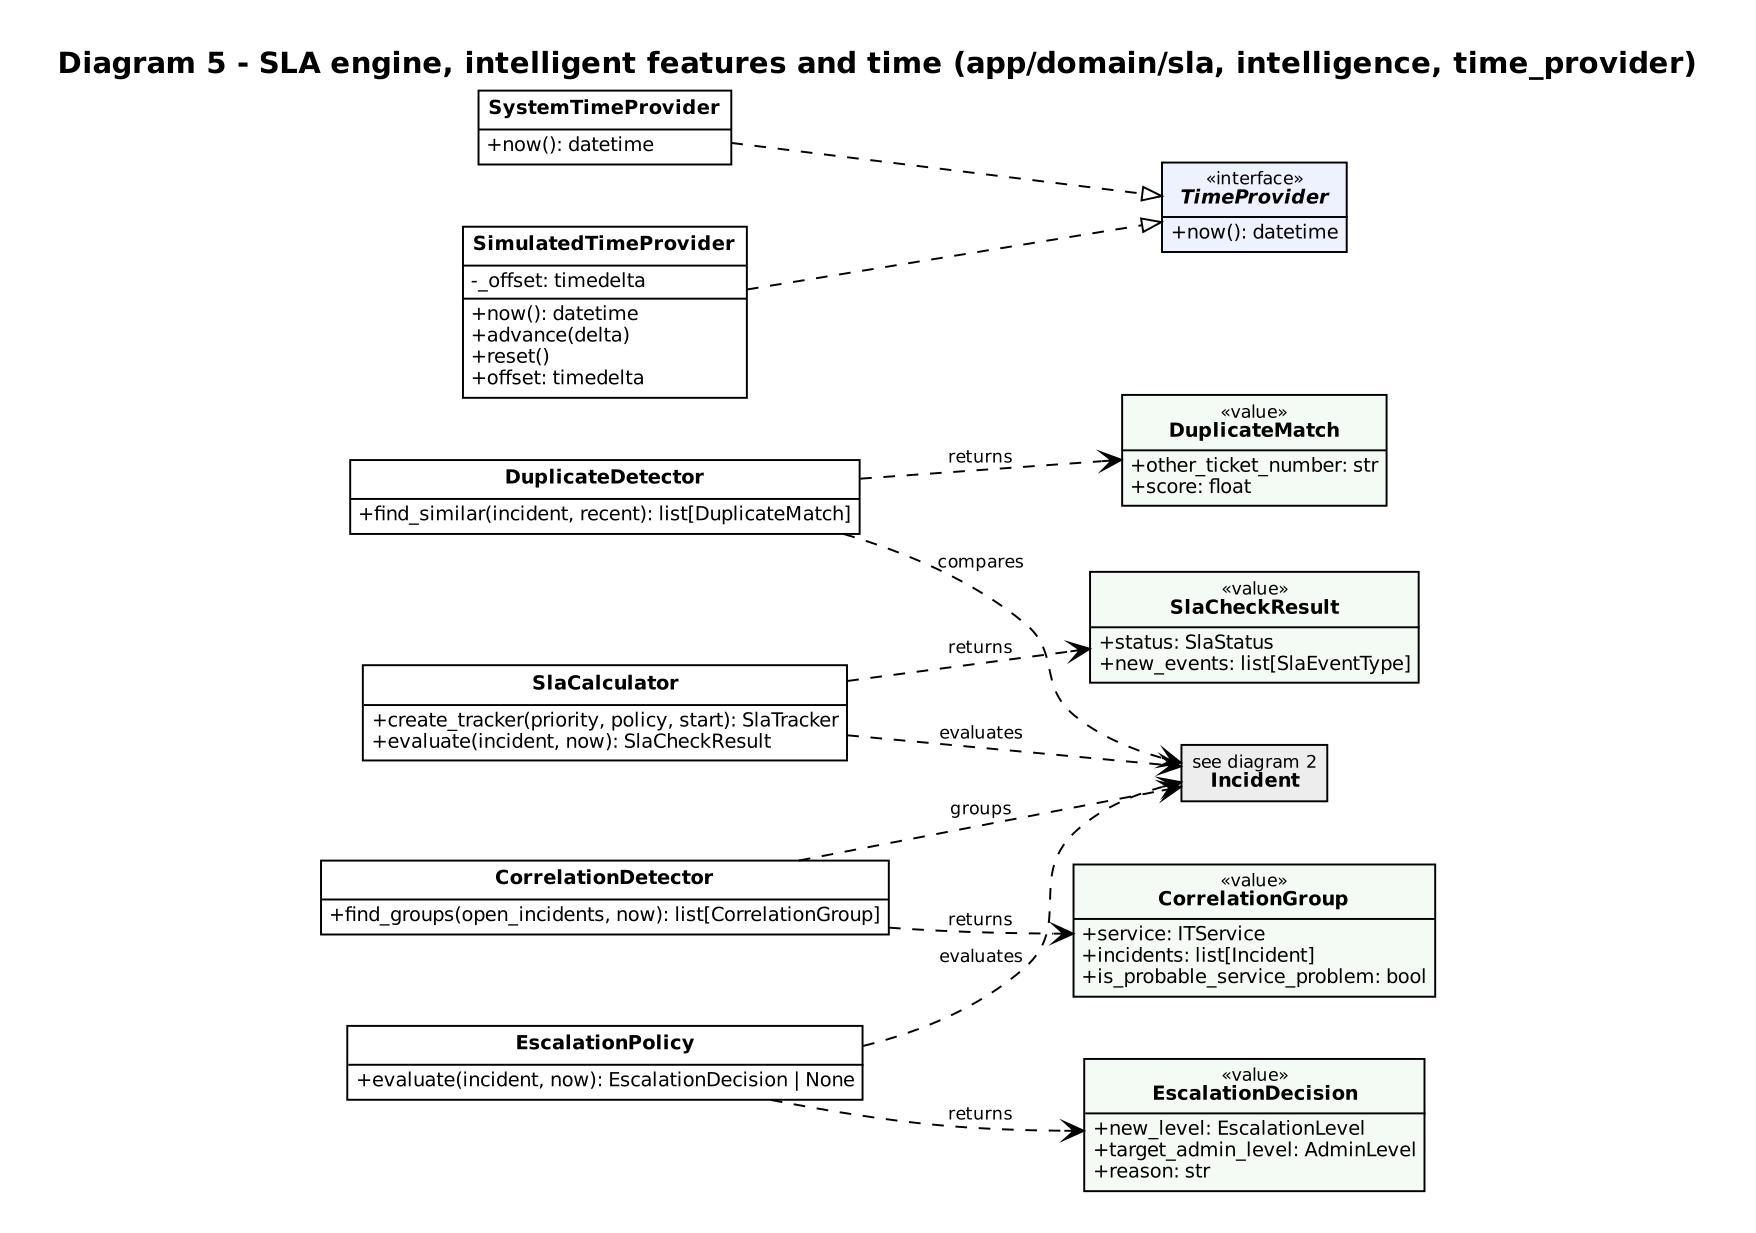 Diagram 5 - SLA engine, intelligent features and time (app/domain/sla, intelligence, time_provider)
SystemTimeProvider
+now(): datetime
«interface»
TimeProvider
+now(): datetime
SimulatedTimeProvider
-_offset: timedelta
+now(): datetime
+advance(delta)
+reset()
+offset: timedelta
«value»
DuplicateMatch
+other_ticket_number: str
+score: float
returns
DuplicateDetector
+find_similar(incident, recent): list[DuplicateMatch]
compares
«value»
SlaCheckResult
+status: SlaStatus
+new_events: list[SlaEventType]
returns
SlaCalculator
+create_tracker(priority, policy, start): SlaTracker
+evaluate(incident, now): SlaCheckResult
evaluates
see diagram 2
Incident
groups
CorrelationDetector
+find_groups(open_incidents, now): list[CorrelationGroup]
returns
«value»
CorrelationGroup
+service: ITService
+incidents: list[Incident]
+is_probable_service_problem: bool
evaluates
EscalationPolicy
+evaluate(incident, now): EscalationDecision | None
returns
«value»
EscalationDecision
+new_level: EscalationLevel
+target_admin_level: AdminLevel
+reason: str